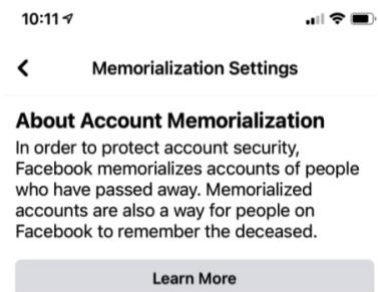 10:11
Memorialization Settings
About Account Memorialization
In order to protect account security,
Facebook memorializes accounts of people
who have passed away. Memorialized
accounts are also a way for people on
Facebook to remember the deceased.
Learn More